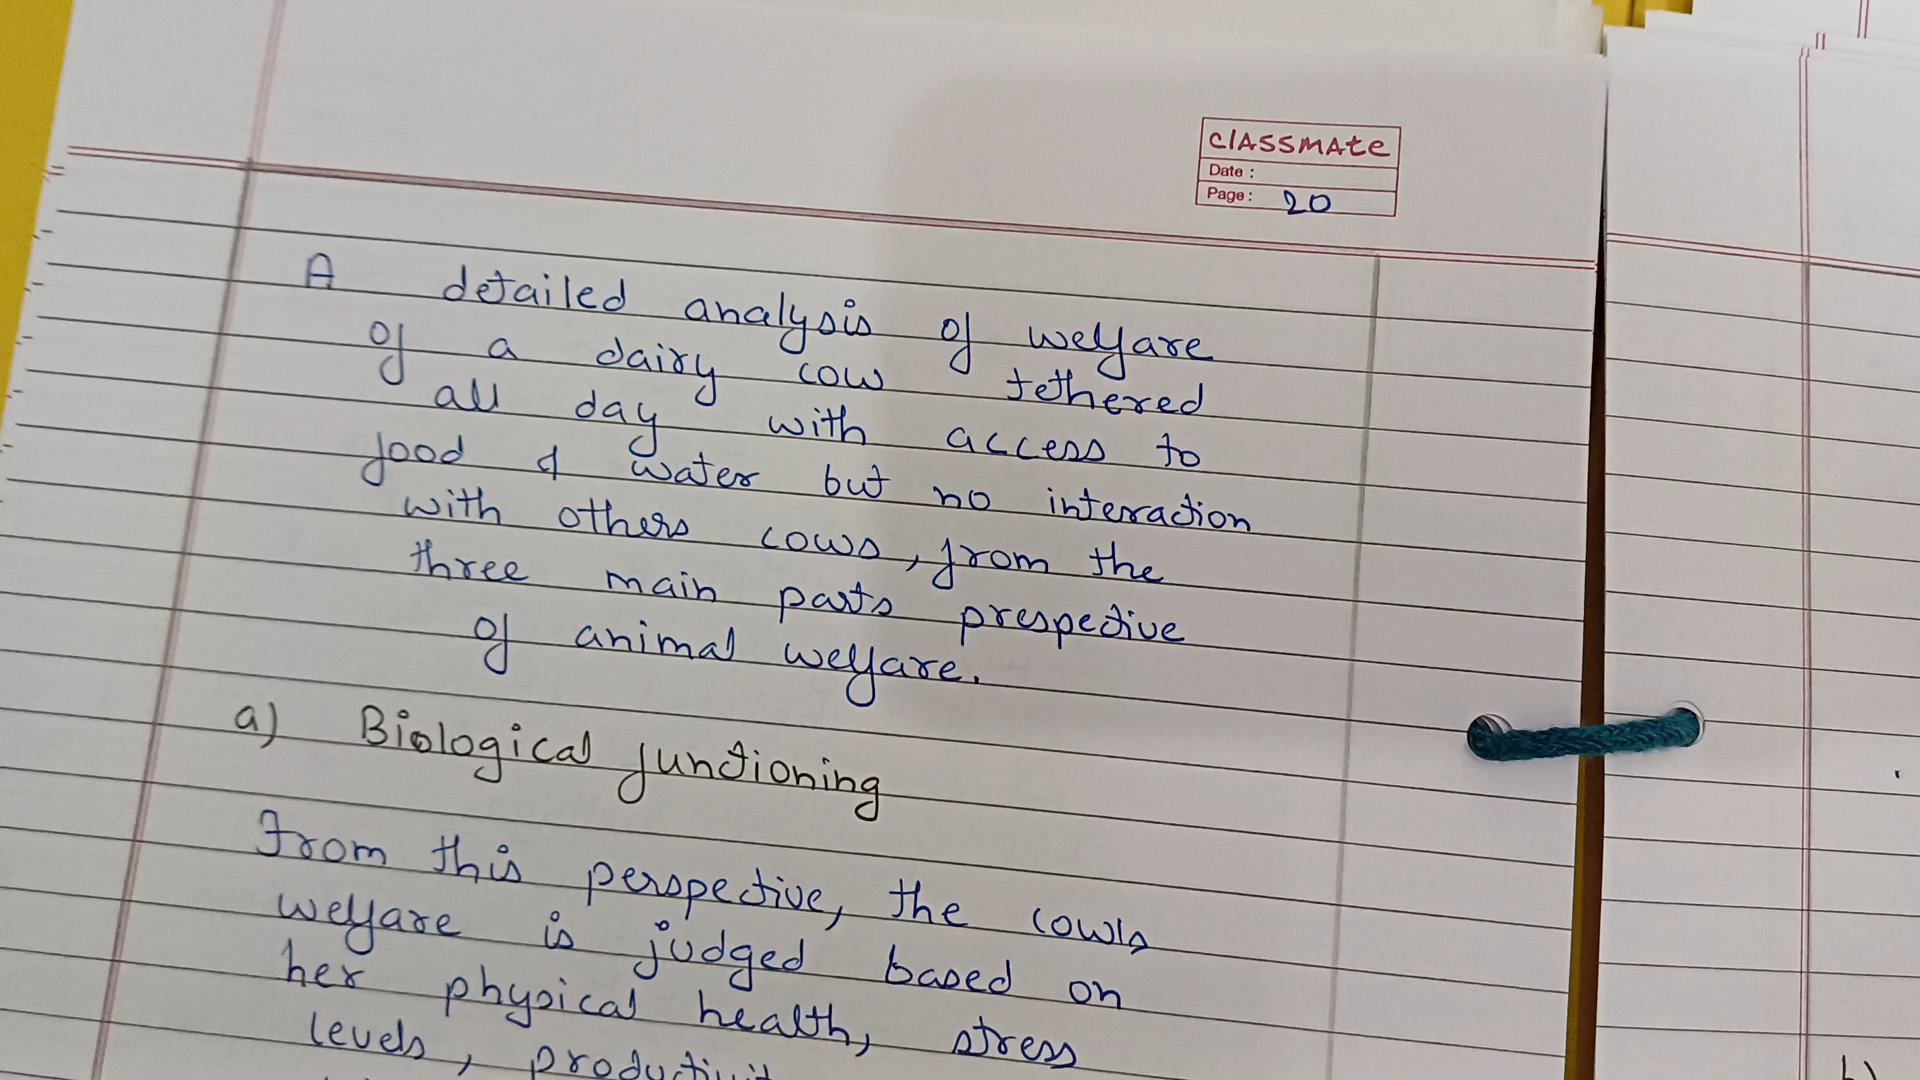 classmate
Date :
Page : 20
A detailed analysis of welfare
of a dairy cow tethered
all day with access to
food & water but no interaction
with others cows, from the
three main parts prespective
of animal welfare.
a) Biological functioning
From this perspective, the cow's
welfare is judged based on
her physical health, stress
levels,
b)